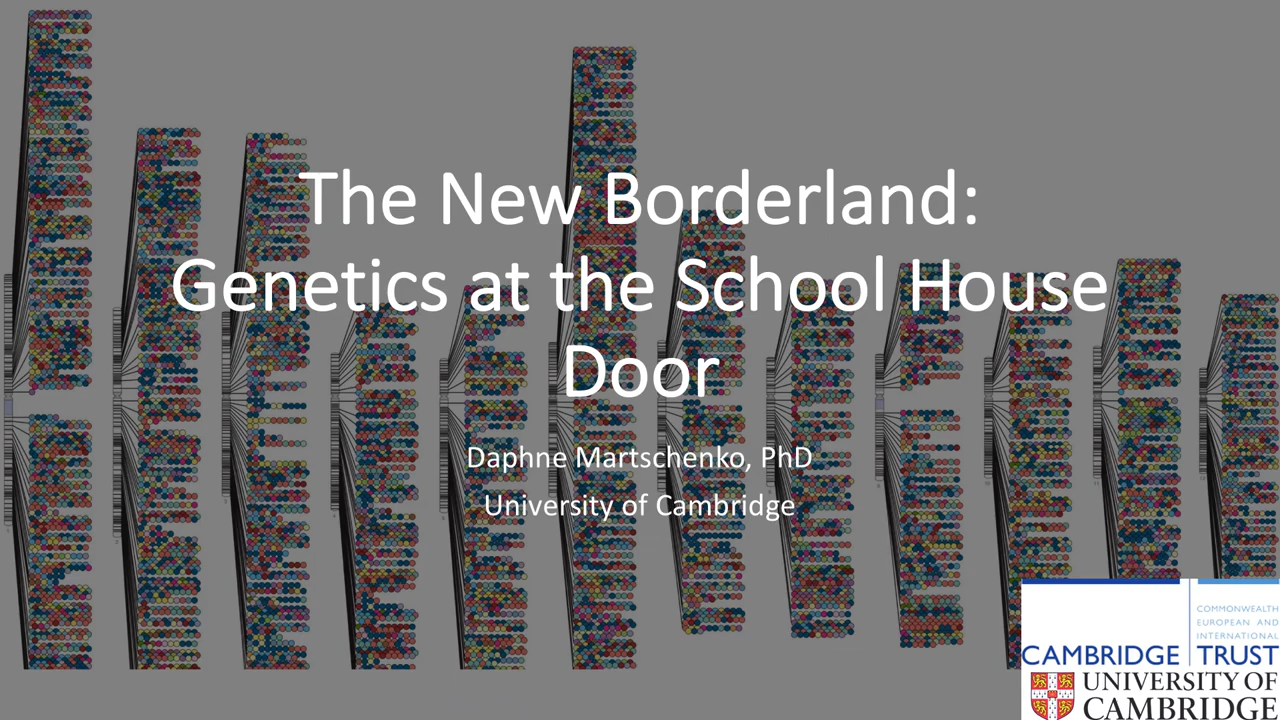 The New Borderland:
Genetics at the School House
Door
Daphne Martschenko, PhD
University of Cambridge
COMMONWEALTH
EUROPEAN AND
INTERNATIONAL
CAMBRIDGE TRUST
UNIVERSITY OF
CAMBRIDGE